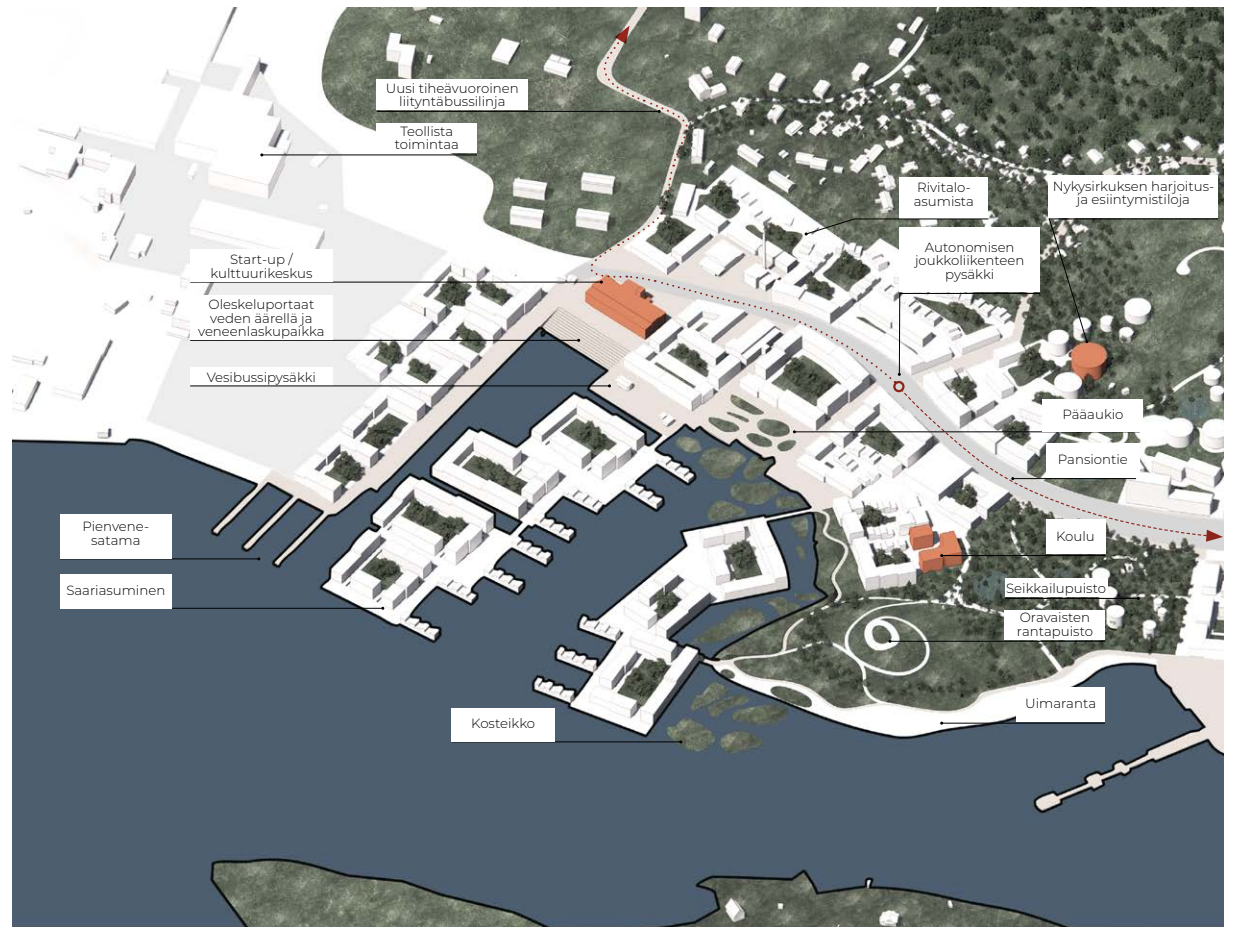 Uusi tiheävuoroinen
liityntäbussilinja
Teollista
toimintaa
Rivitalo-
asumista
Nykysirkuksen harjoitus-
ja esiintymistiloja
Autonomisen
joukkoliikenteen
pysäkki
Start-up /
kulttuurikeskus
Oleskeluportaat
veden äärellä ja
veneenlaskupaikka
Vesibussipysäkki
Pääaukio
Pansiontie
Pienvene-
satama
Koulu
Saariasuminen
Seikkailupuisto
Oravaisten
rantapuisto
Uimaranta
Kosteikko